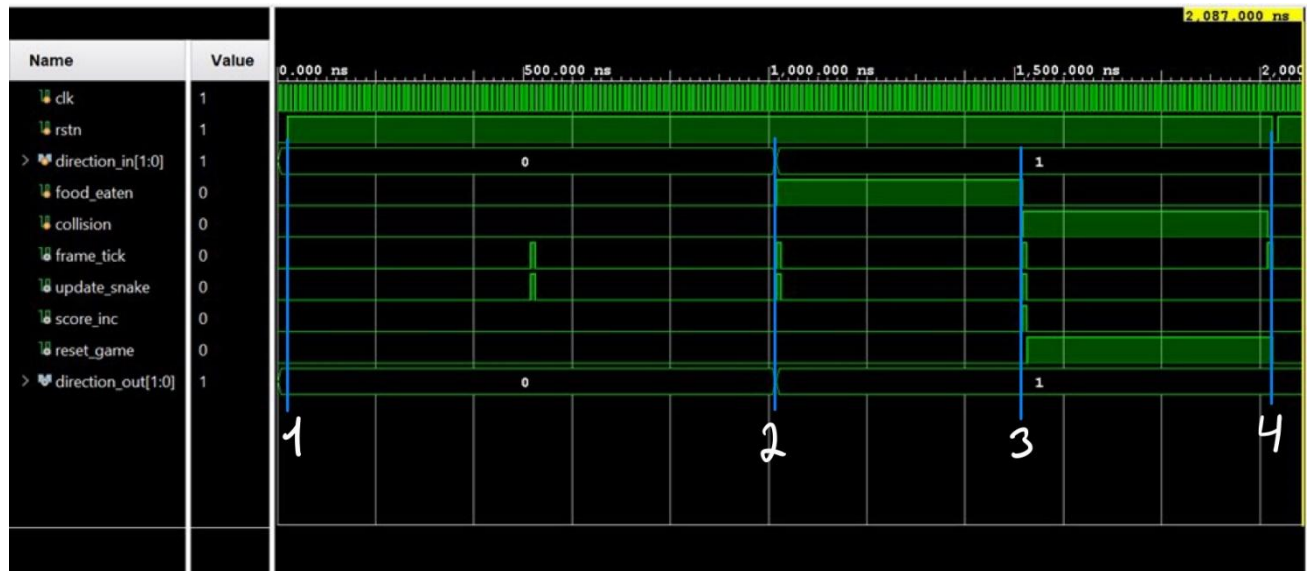 2,087.000 ns
Name Value
0.000 ns 500.000 ns 1,000.000 ns 1,500.000 ns 2,000
clk 1
rstn 1
> direction_in[1:0] 1 0 1
food_eaten 0
collision 0
frame_tick 0
update_snake 0
score_inc 0
reset_game 0
> direction_out[1:0] 1 0 1
1 2 3 4